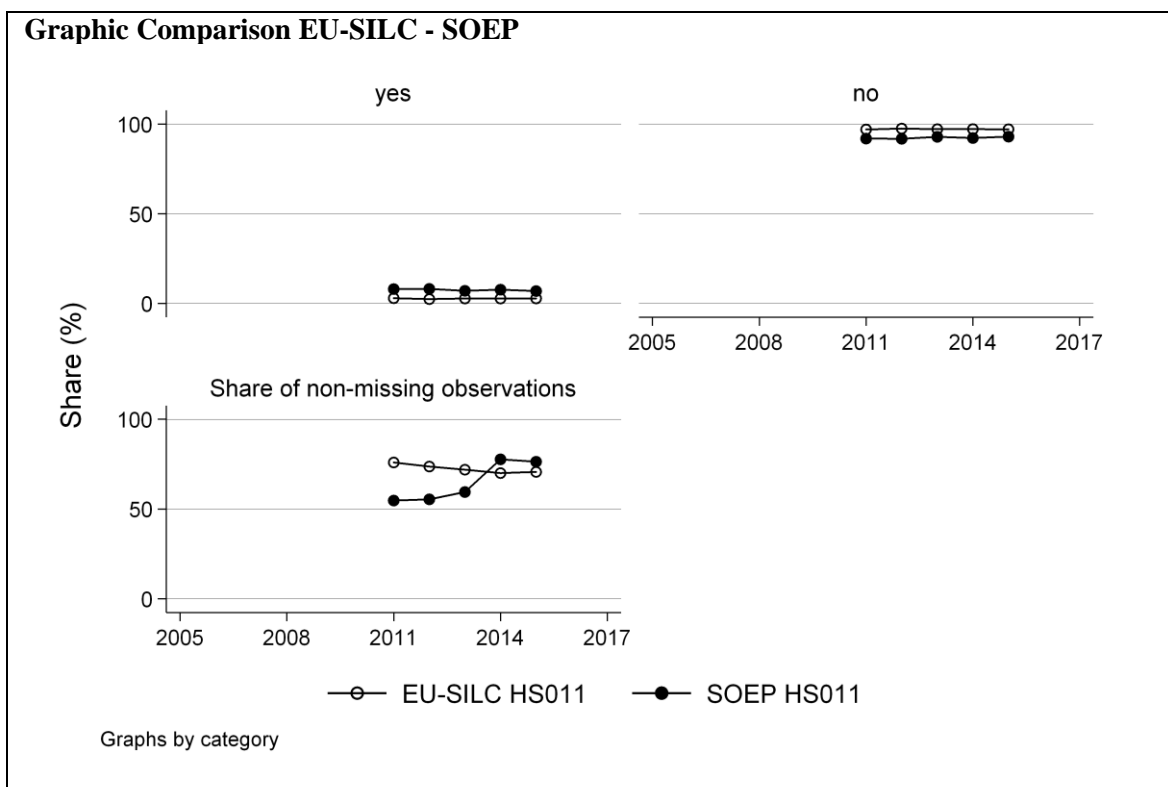 Graphic Comparison EU-SILC - SOEP
yes
no
100
50
0
2005 2008 2011 2014 2017
Share (%)
Share of non-missing observations
100
50
0
2005 2008 2011 2014 2017
EU-SILC HS011 SOEP HS011
Graphs by category